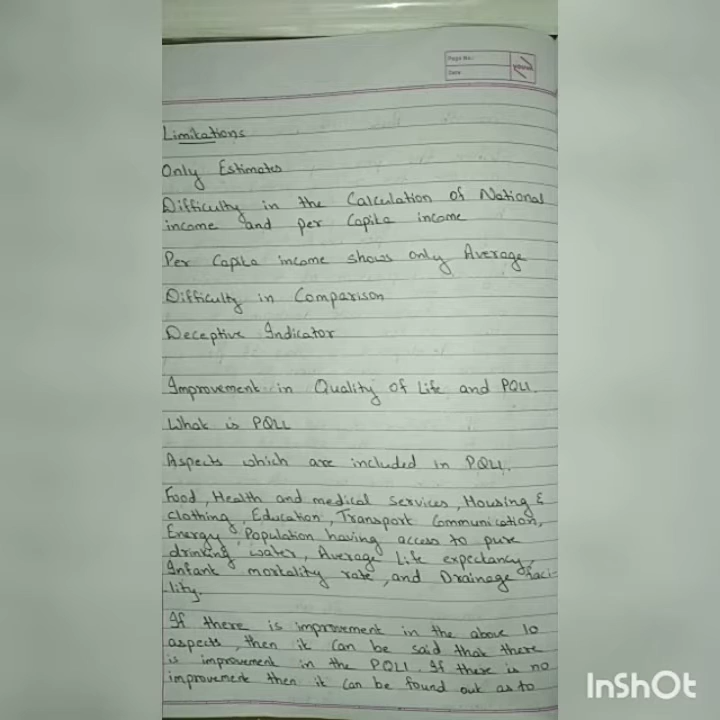 Page No.:
Date
YOUVA
Limitations
Only Estimates
Difficulty in the Calculation of National
income and per Capita income
Per Capita income shows only Average
Difficulty in Comparison
Deceptive Indicator
Improvement in Quality of Life and PQLI.
What is PQLI
Aspects which are included in PQLI.
Food, Health and medical services, Housing &
clothing, Education, Transport Communication,
Energy, Population having access to pure
drinking water, Average Life expectancy,
Infant mortality rate, and Drainage faci-
lity.
If there is improvement in the above 10
aspects, then it can be said that there
is improvement in the PQLI. If there is no
improvement then it can be found out as to
InShOt